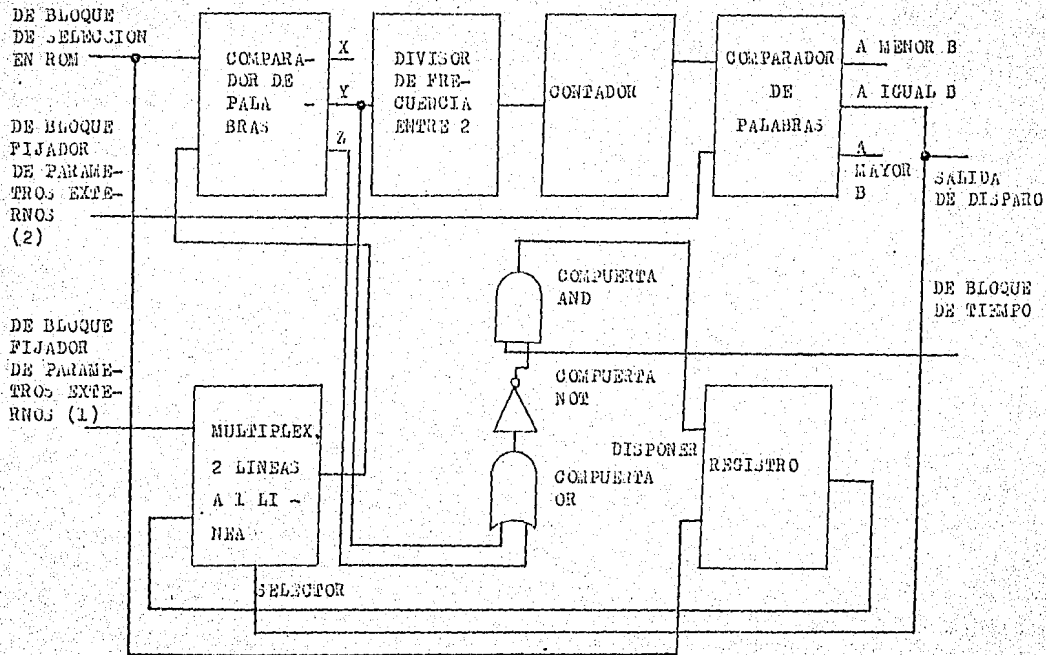 DE BLOQUE
DE SELECCION
EN ROM
COMPARA-
DOR DE
PALA -
BRAS
X
Y
Z
DIVISOR
DE FRE-
CUENCIA
ENTRE 2
CONTADOR
COMPARADOR
DE
PALABRAS
A MENOR B
A IGUAL B
A
MAYOR
B
SALIDA
DE DISPARO
DE BLOQUE
FIJADOR
DE PARAME-
TROS EXTE-
RNOS
(2)
DE BLOQUE
DE TIEMPO
COMPUERTA
AND
COMPUERTA
NOT
COMPUERTA
OR
DE BLOQUE
FIJADOR
DE PARAME-
TROS EXTE-
RNOS (1)
MULTIPLEX.
2 LINEAS
A 1 LI -
NEA
SELECTOR
DISPONER
REGISTRO